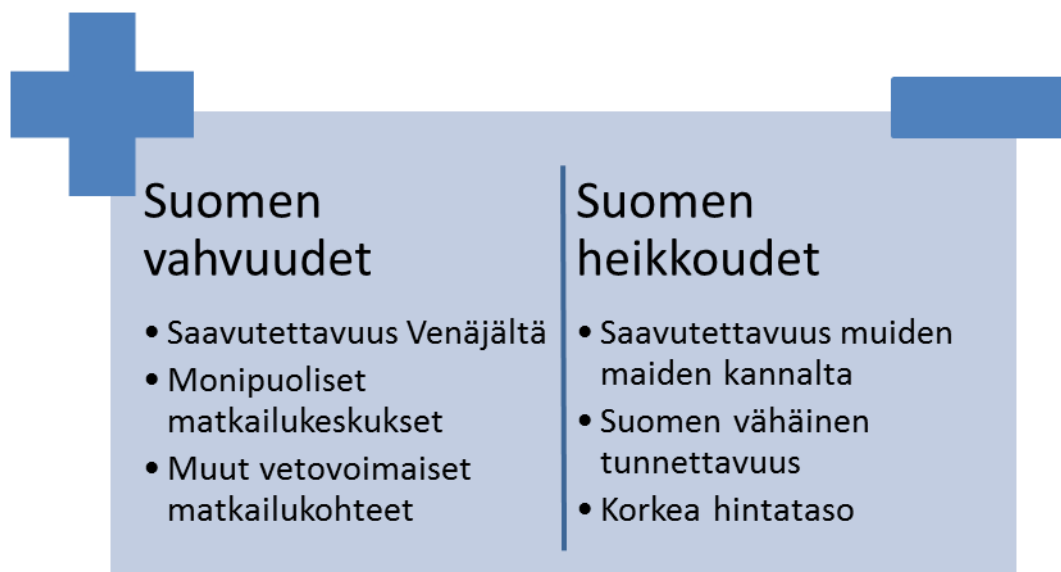 Suomen
vahvuudet
• Saavutettavuus Venäjältä
• Monipuoliset
matkailukeskukset
• Muut vetovoimaiset
matkailukohteet
Suomen
heikkoudet
• Saavutettavuus muiden
maiden kannalta
• Suomen vähäinen
tunnettavuus
• Korkea hintataso